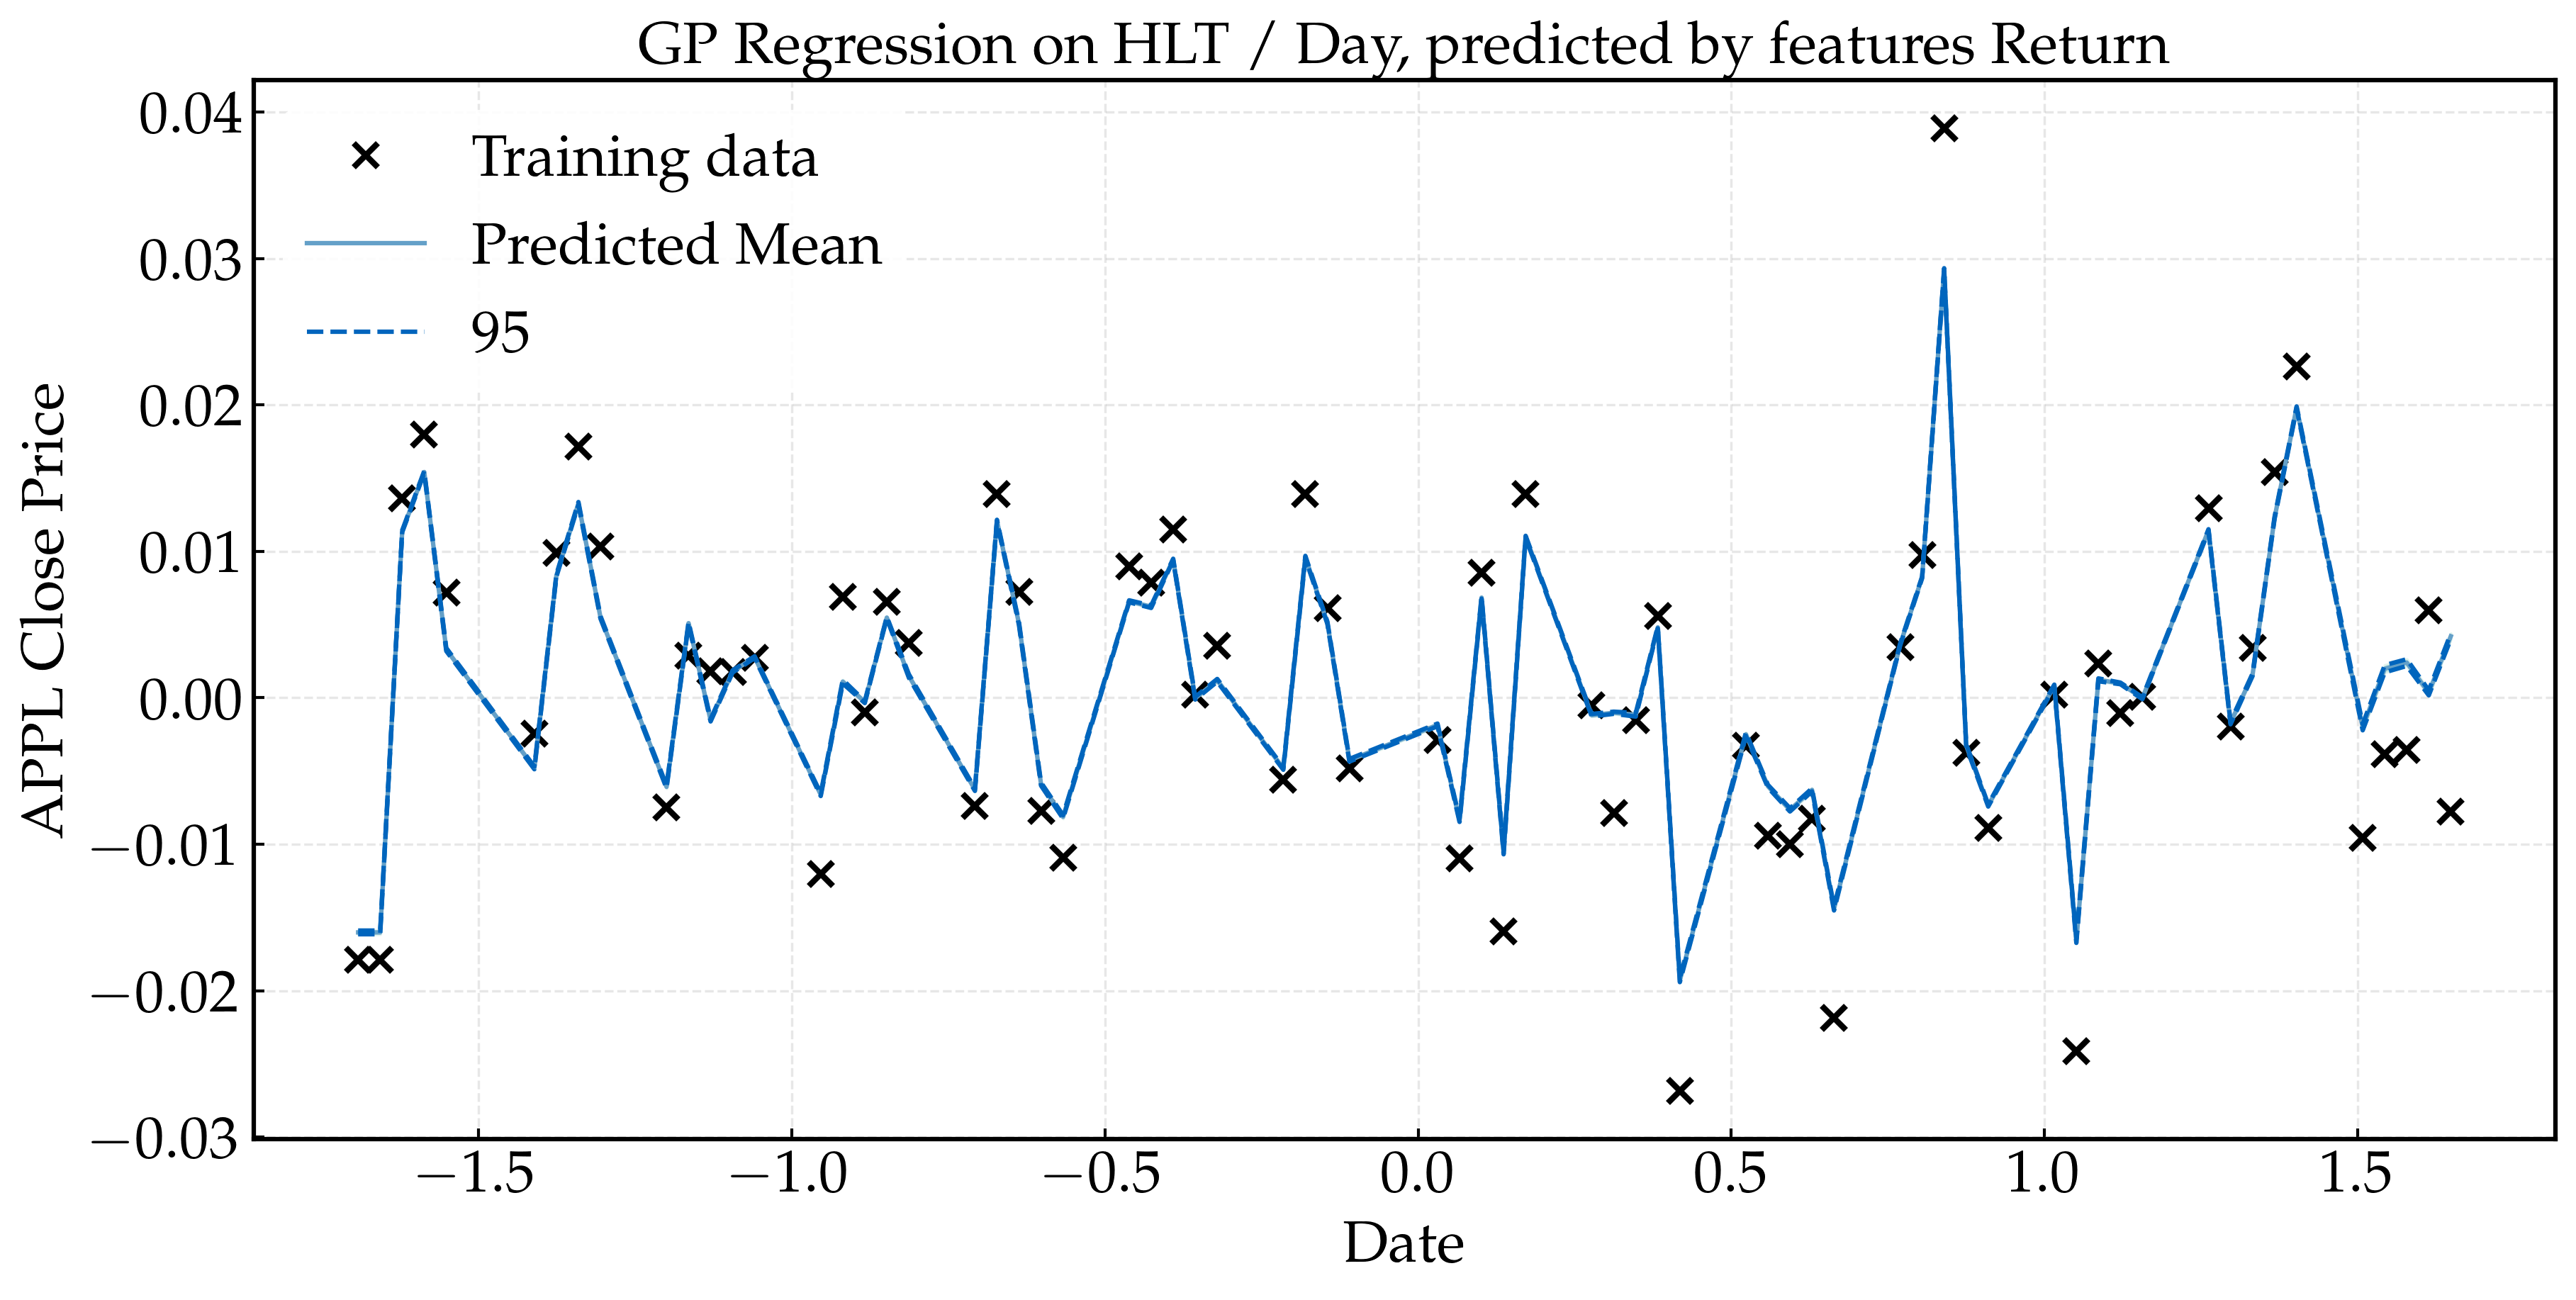 GP Regression on HLT / Day, predicted by features Return
Training data
Predicted Mean
95
APPL Close Price
0.04
0.03
0.02
0.01
0.00
−0.01
−0.02
−0.03
−1.5 −1.0 −0.5 0.0 0.5 1.0 1.5
Date